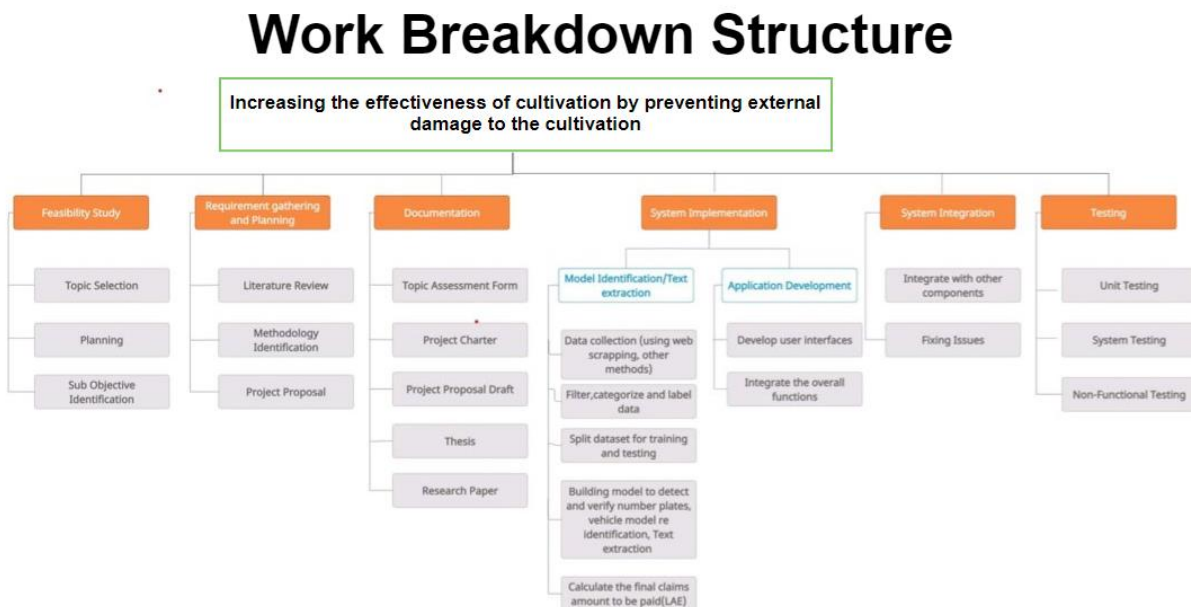 Work Breakdown Structure
Increasing the effectiveness of cultivation by preventing external
damage to the cultivation
Feasibility Study
Topic Selection
Planning
Sub Objective
Identification
Requirement gathering
and Planning
Literature Review
Methodology
Identification
Project Proposal
Documentation
Topic Assessment Form
Project Charter
Project Proposal Draft
Thesis
Research Paper
System Implementation
Model Identification/Text
extraction
Data collection (using web
scrapping, other
methods)
Filter,categorize and label
data
Split dataset for training
and testing
Building model to detect
and verify number plates,
vehicle model re
identification, Text
extraction
Calculate the final claims
amount to be paid(LAE)
Application Development
Develop user interfaces
Integrate the overall
functions
System Integration
Integrate with other
components
Fixing Issues
Testing
Unit Testing
System Testing
Non-Functional Testing